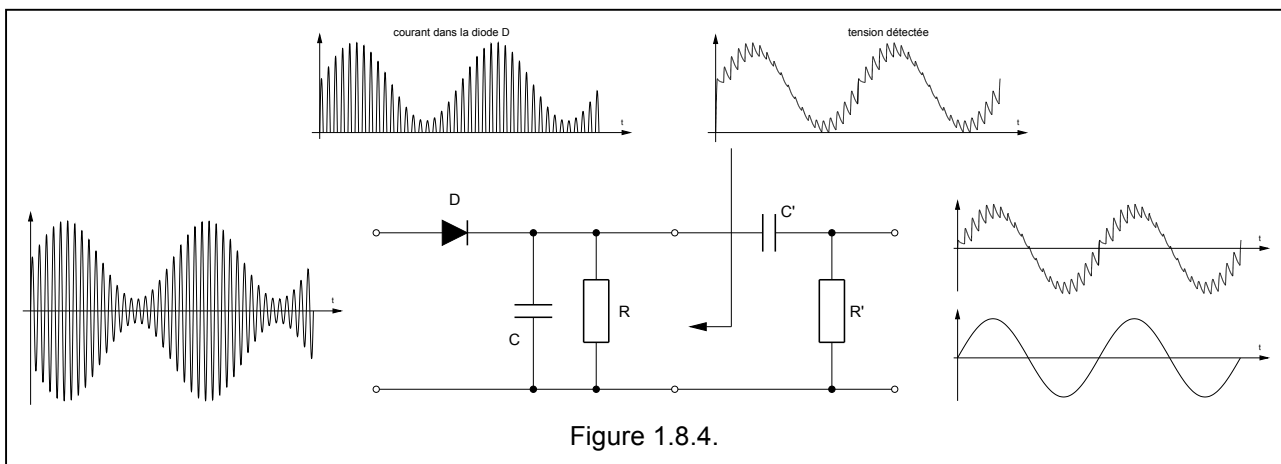 courant dans la diode D
tension détectée
t
t
D
C'
t
t
C
R
R'
t
Figure 1.8.4.